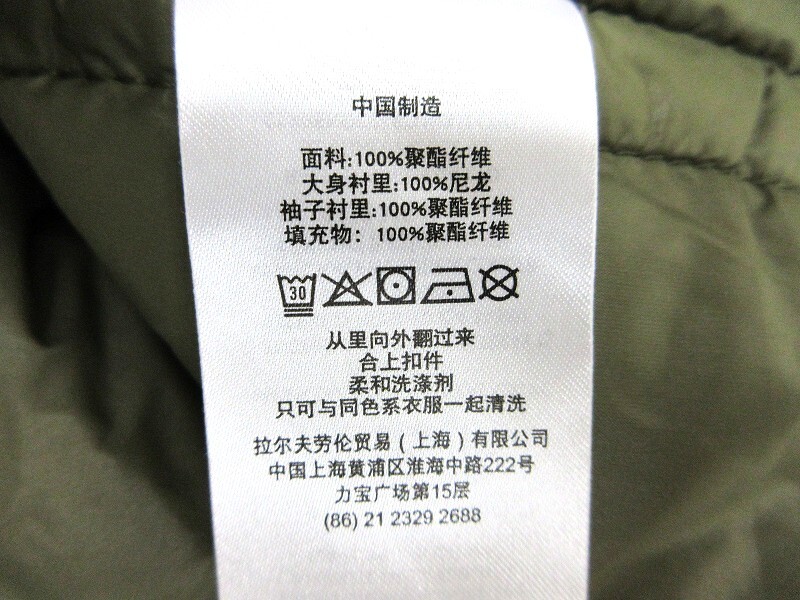 中国制造
面料:100%聚酯纤维
大身衬里:100%尼龙
袖子衬里:100%聚酯纤维
填充物：100%聚酯纤维
30
从里向外翻过来
合上扣件
柔和洗涤剂
只可与同色系衣服一起清洗
拉尔夫劳伦贸易(上海)有限公司
中国上海黄浦区淮海中路222号
力宝广场第15层
(86) 21 2329 2688